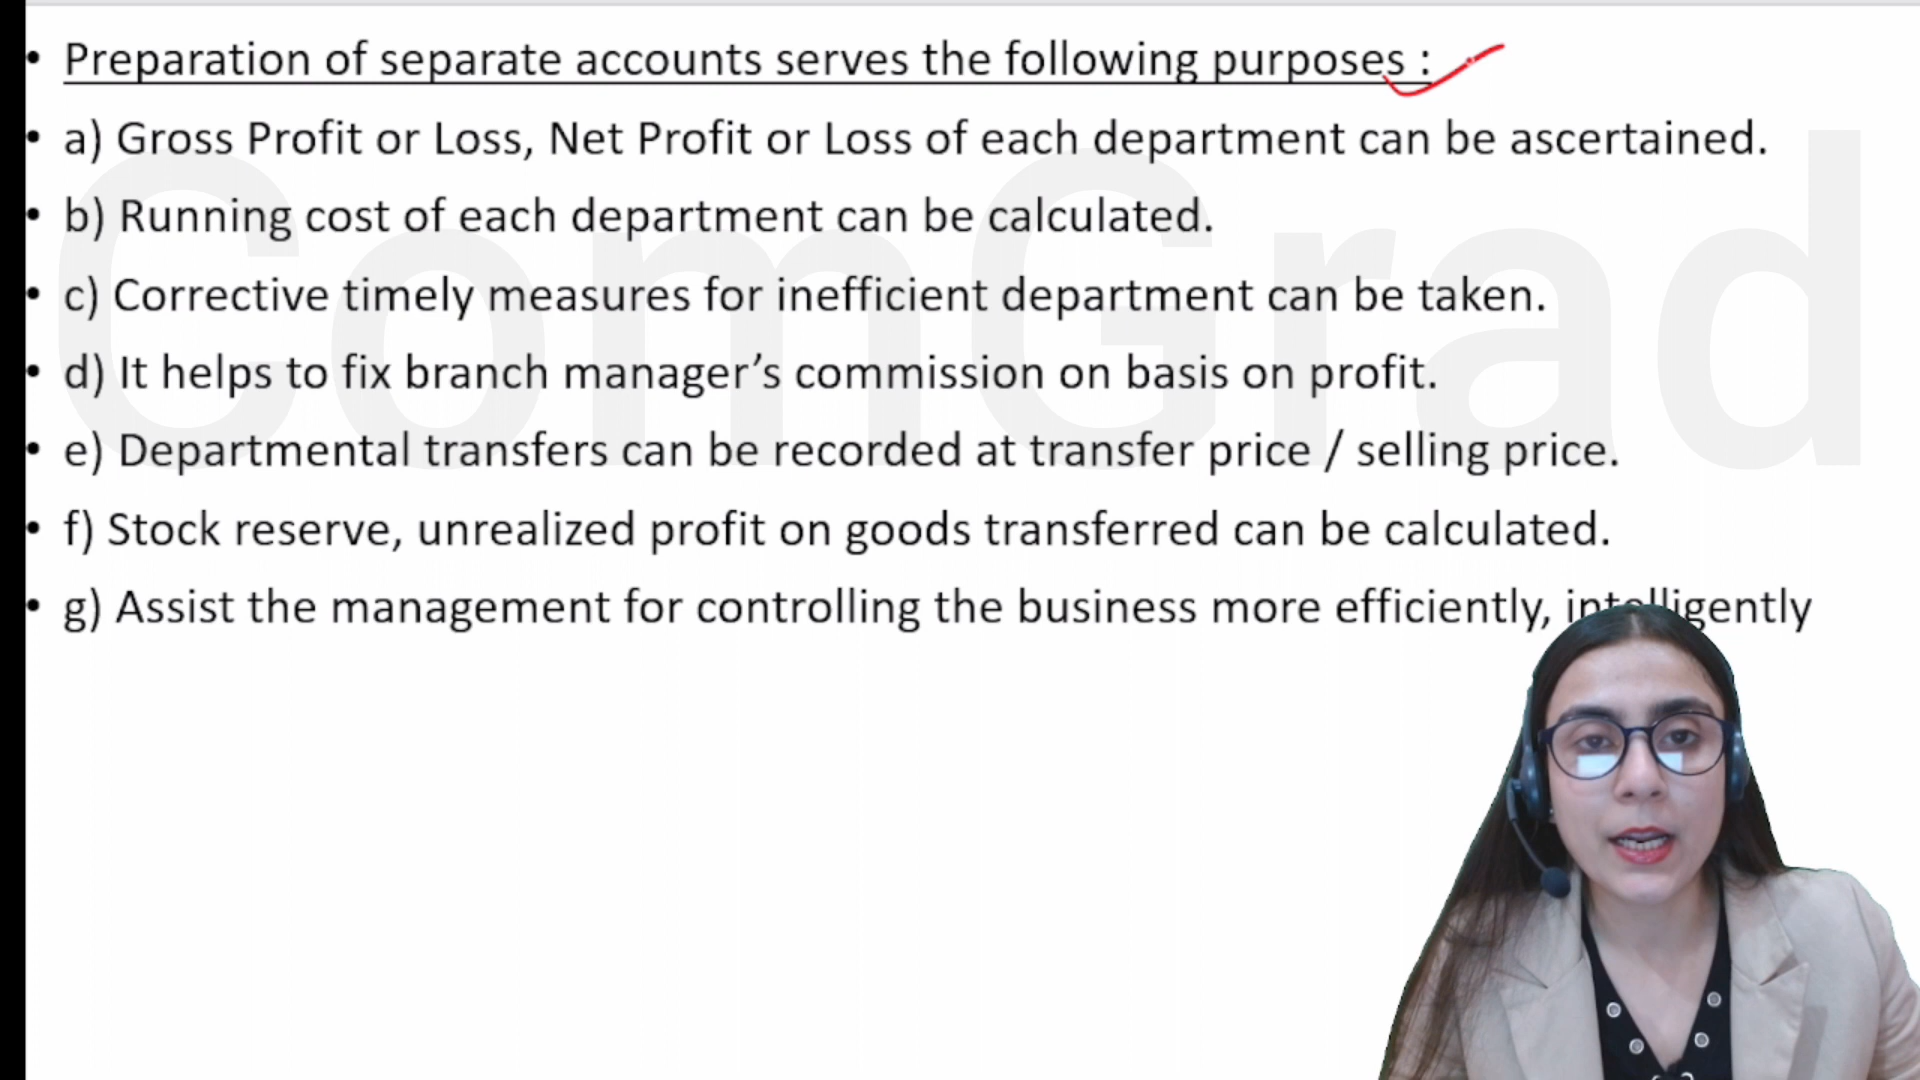 • Preparation of separate accounts serves the following purposes :
• a) Gross Profit or Loss, Net Profit or Loss of each department can be ascertained.
• b) Running cost of each department can be calculated.
• c) Corrective timely measures for inefficient department can be taken.
• d) It helps to fix branch manager’s commission on basis on profit.
• e) Departmental transfers can be recorded at transfer price / selling price.
• f) Stock reserve, unrealized profit on goods transferred can be calculated.
• g) Assist the management for controlling the business more efficiently, intelligently
ComGrad